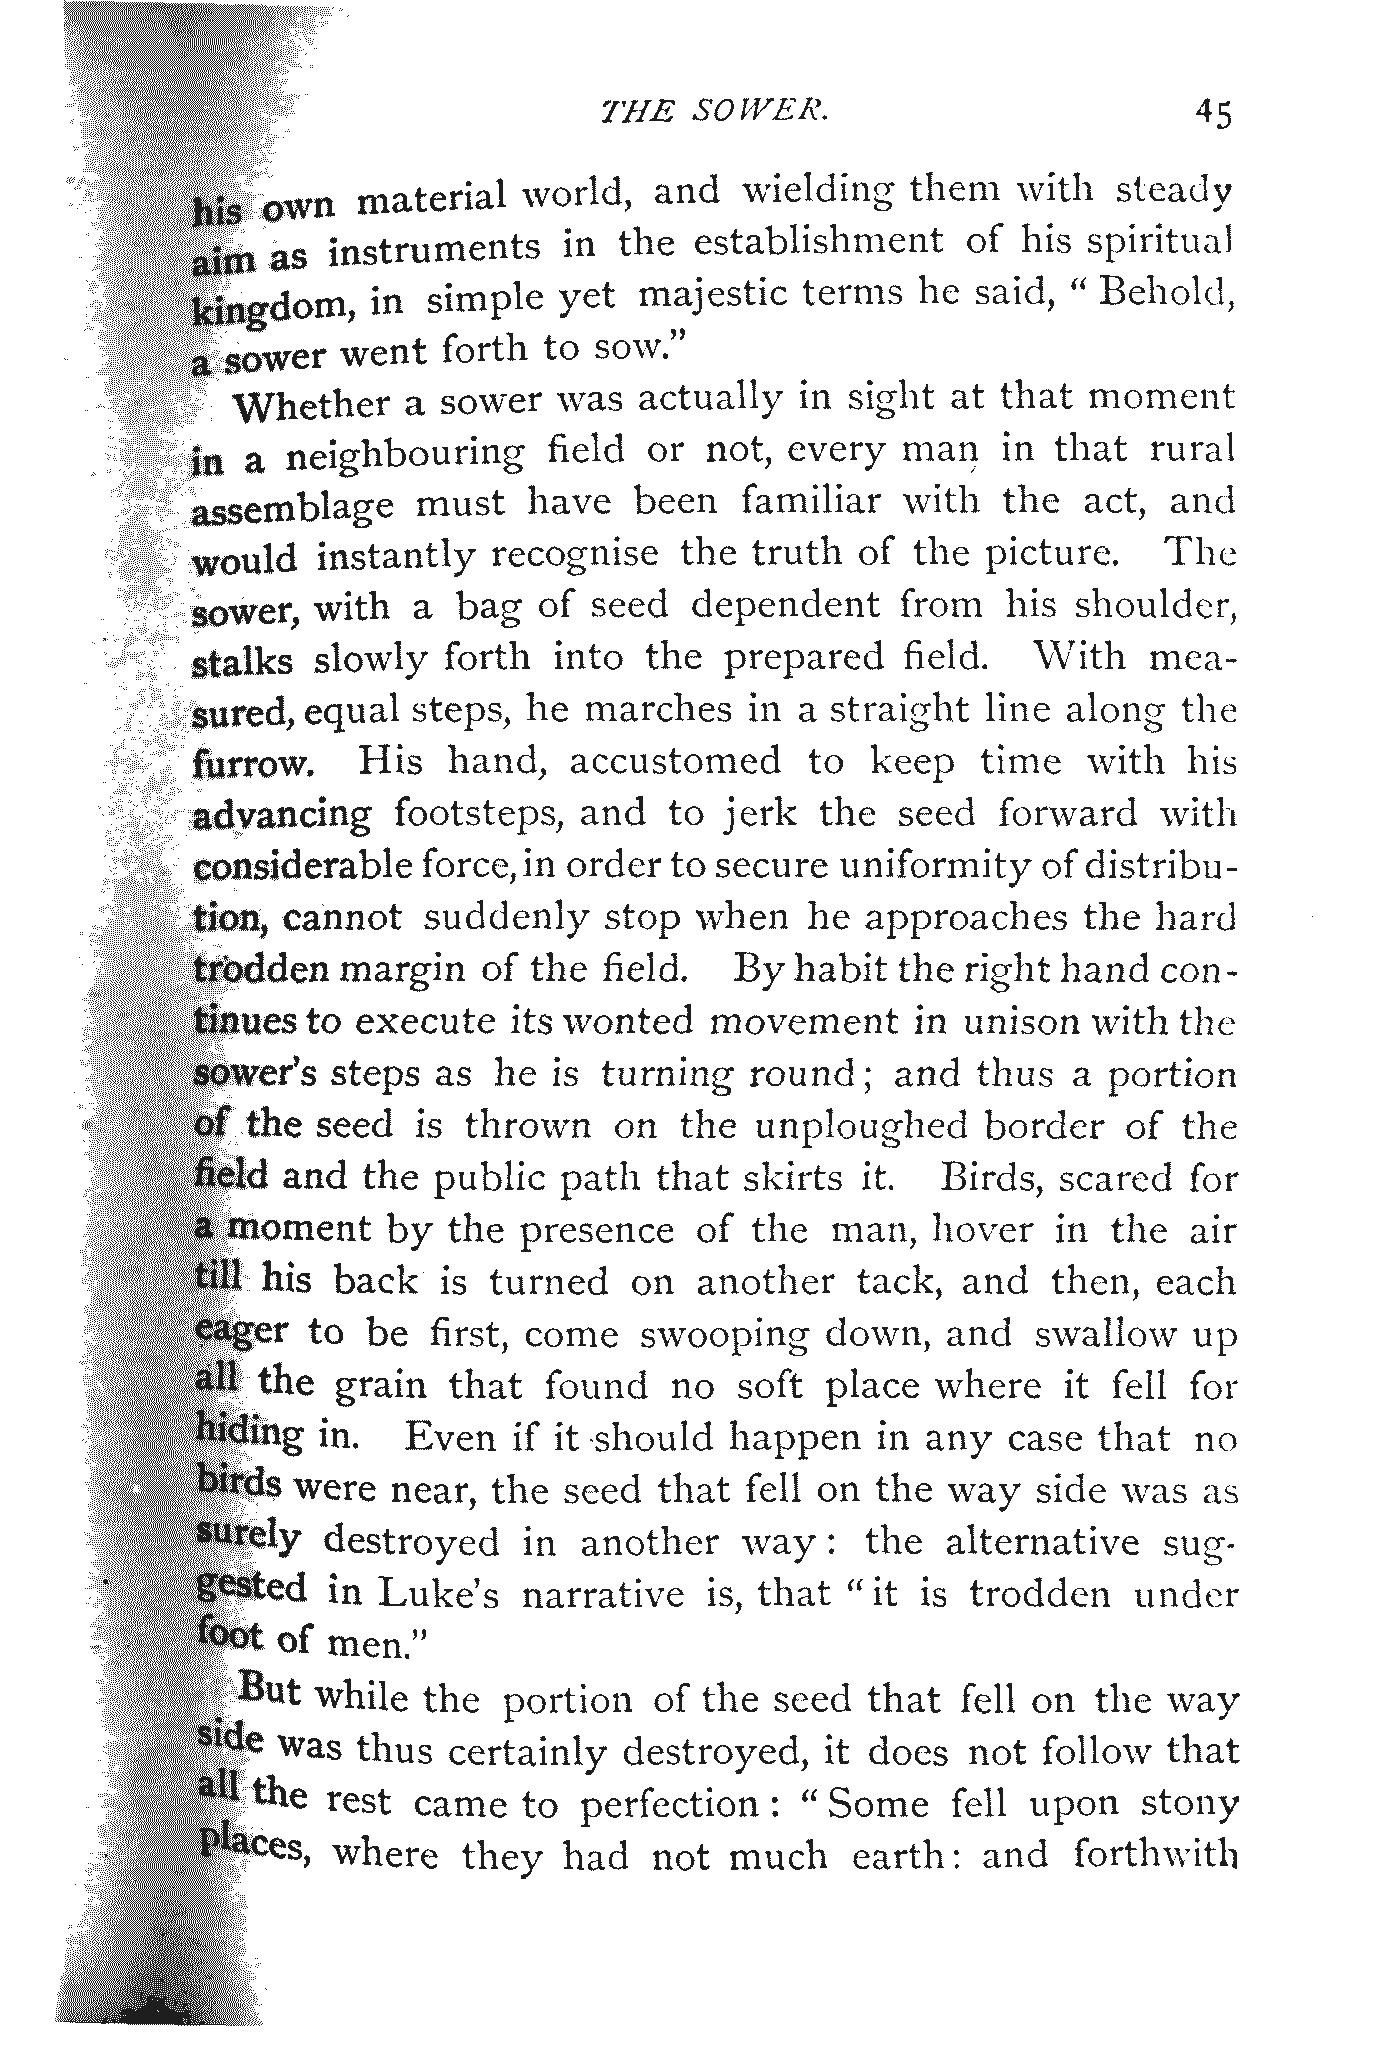 THE SOWER. 45
his own material world, and wielding them with steady
aim as instruments in the establishment of his spiritual
kingdom, in simple yet majestic terms he said, “ Behold,
a sower went forth to sow.”
Whether a sower was actually in sight at that moment
in a neighbouring field or not, every man in that rural
assemblage must have been familiar with the act, and
would instantly recognise the truth of the picture. The
sower, with a bag of seed dependent from his shoulder,
stalks slowly forth into the prepared field. With mea-
sured, equal steps, he marches in a straight line along the
furrow. His hand, accustomed to keep time with his
advancing footsteps, and to jerk the seed forward with
considerable force, in order to secure uniformity of distribu-
tion, cannot suddenly stop when he approaches the hard
trodden margin of the field. By habit the right hand con-
tinues to execute its wonted movement in unison with the
sower’s steps as he is turning round; and thus a portion
of the seed is thrown on the unploughed border of the
field and the public path that skirts it. Birds, scared for
a moment by the presence of the man, hover in the air
till his back is turned on another tack, and then, each
eager to be first, come swooping down, and swallow up
all the grain that found no soft place where it fell for
hiding in. Even if it should happen in any case that no
birds were near, the seed that fell on the way side was as
surely destroyed in another way : the alternative sug-
gested in Luke’s narrative is, that “ it is trodden under
foot of men.”
But while the portion of the seed that fell on the way
side was thus certainly destroyed, it does not follow that
all the rest came to perfection : “ Some fell upon stony
places, where they had not much earth : and forthwith